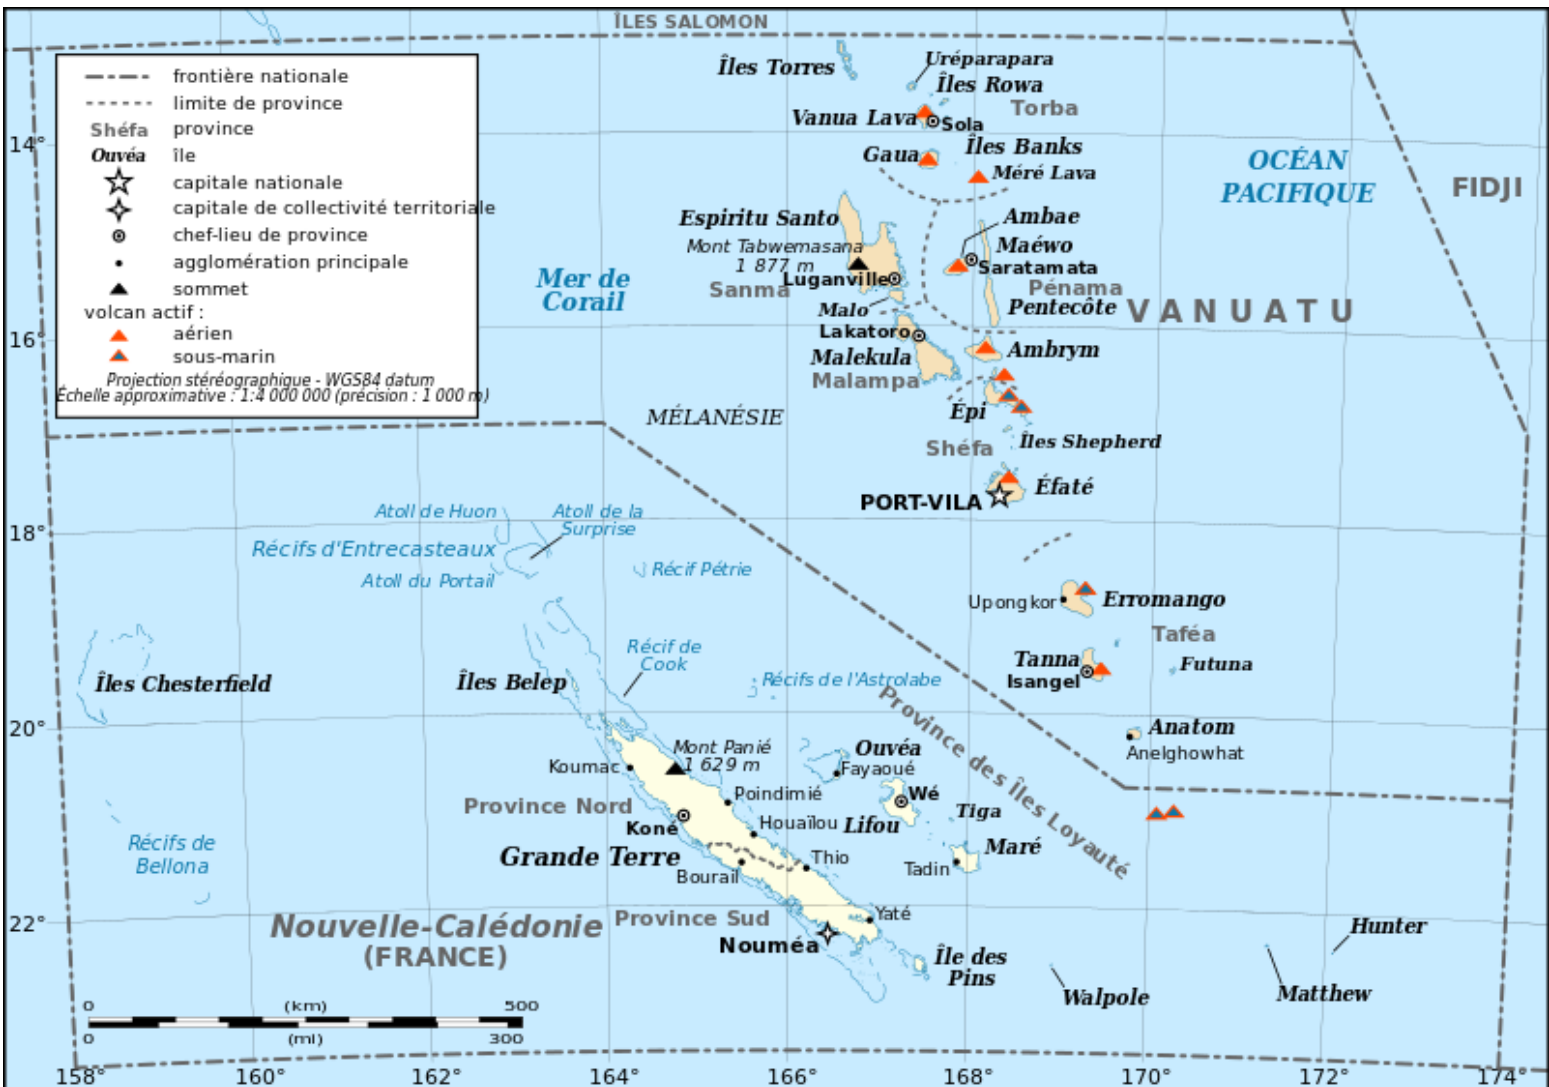 ÎLES SALOMON
frontière nationale
limite de province
Shéfa province
Ouvéa île
capitale nationale
capitale de collectivité territoriale
chef-lieu de province
agglomération principale
sommet
volcan actif :
aérien
sous-marin
Projection stéréographique - WGS84 datum
Échelle approximative : 1:4 000 000 (précision : 1 000 m)
Îles Torres
Uréparapara
Îles Rowa
Torba
Vanua Lava
Sola
14°
Îles Banks
Gaua
Méré Lava
OCÉAN
PACIFIQUE
FIDJI
Espiritu Santo
Ambae
Mont Tabwemasana
1 877 m
Maéwo
Saratamata
Mer de
Corail
Luganville
Sanma
Pénama
Malo
Pentecôte
VANUATU
16°
Lakatoro
Malekula
Ambrym
Malampa
MÉLANÉSIE
Épi
Îles Shepherd
Shéfa
Éfaté
PORT-VILA
18°
Atoll de Huon
Atoll de la
Surprise
Récifs d'Entrecasteaux
Atoll du Portail
Récif Pétrie
Upongkor
Erromango
Taféa
Récif de
Cook
Tanna
Isangel
Futuna
Îles Chesterfield
Îles Belep
Récifs de l'Astrolabe
Province des Îles Loyauté
20°
Anatom
Anelghowhat
Mont Panié
1 629 m
Ouvéa
Fayaoué
Koumac
Poindimié
Wé
Province Nord
Tiga
Koné
Houaïlou
Lifou
Récifs de
Bellona
Grande Terre
Thio
Maré
Tadin
Bourail
22°
Nouvelle-Calédonie
(FRANCE)
Province Sud
Yaté
Nouméa
Hunter
Île des
Pins
Walpole
Matthew
0 (km) 500
0 (mi) 300
158° 160° 162° 164° 166° 168° 170° 172° 174°